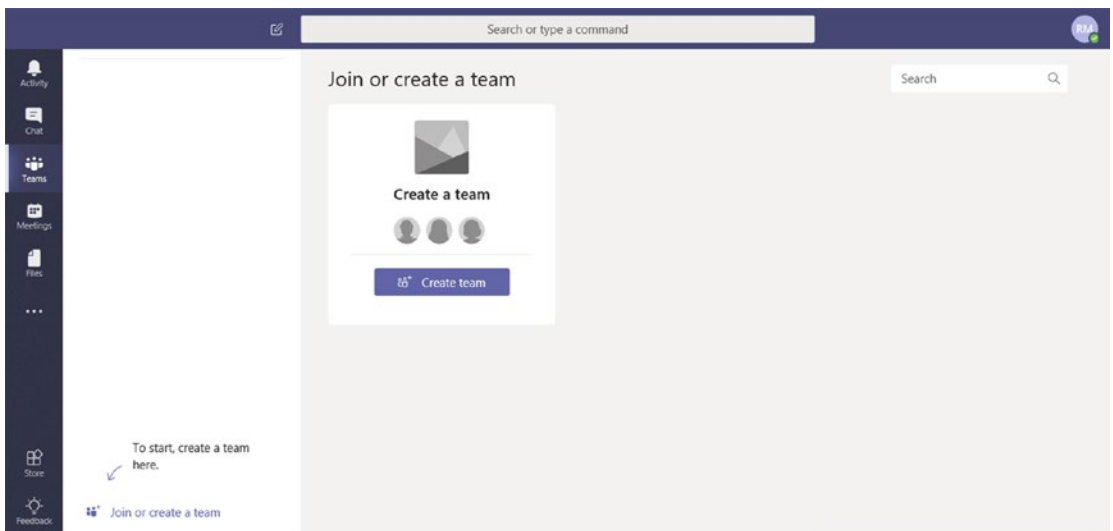 Search or type a command
RM
Activity
Chat
Teams
Meetings
Files
Store
Feedback
To start, create a team
here.
Join or create a team
Join or create a team
Search
Create a team
Create team